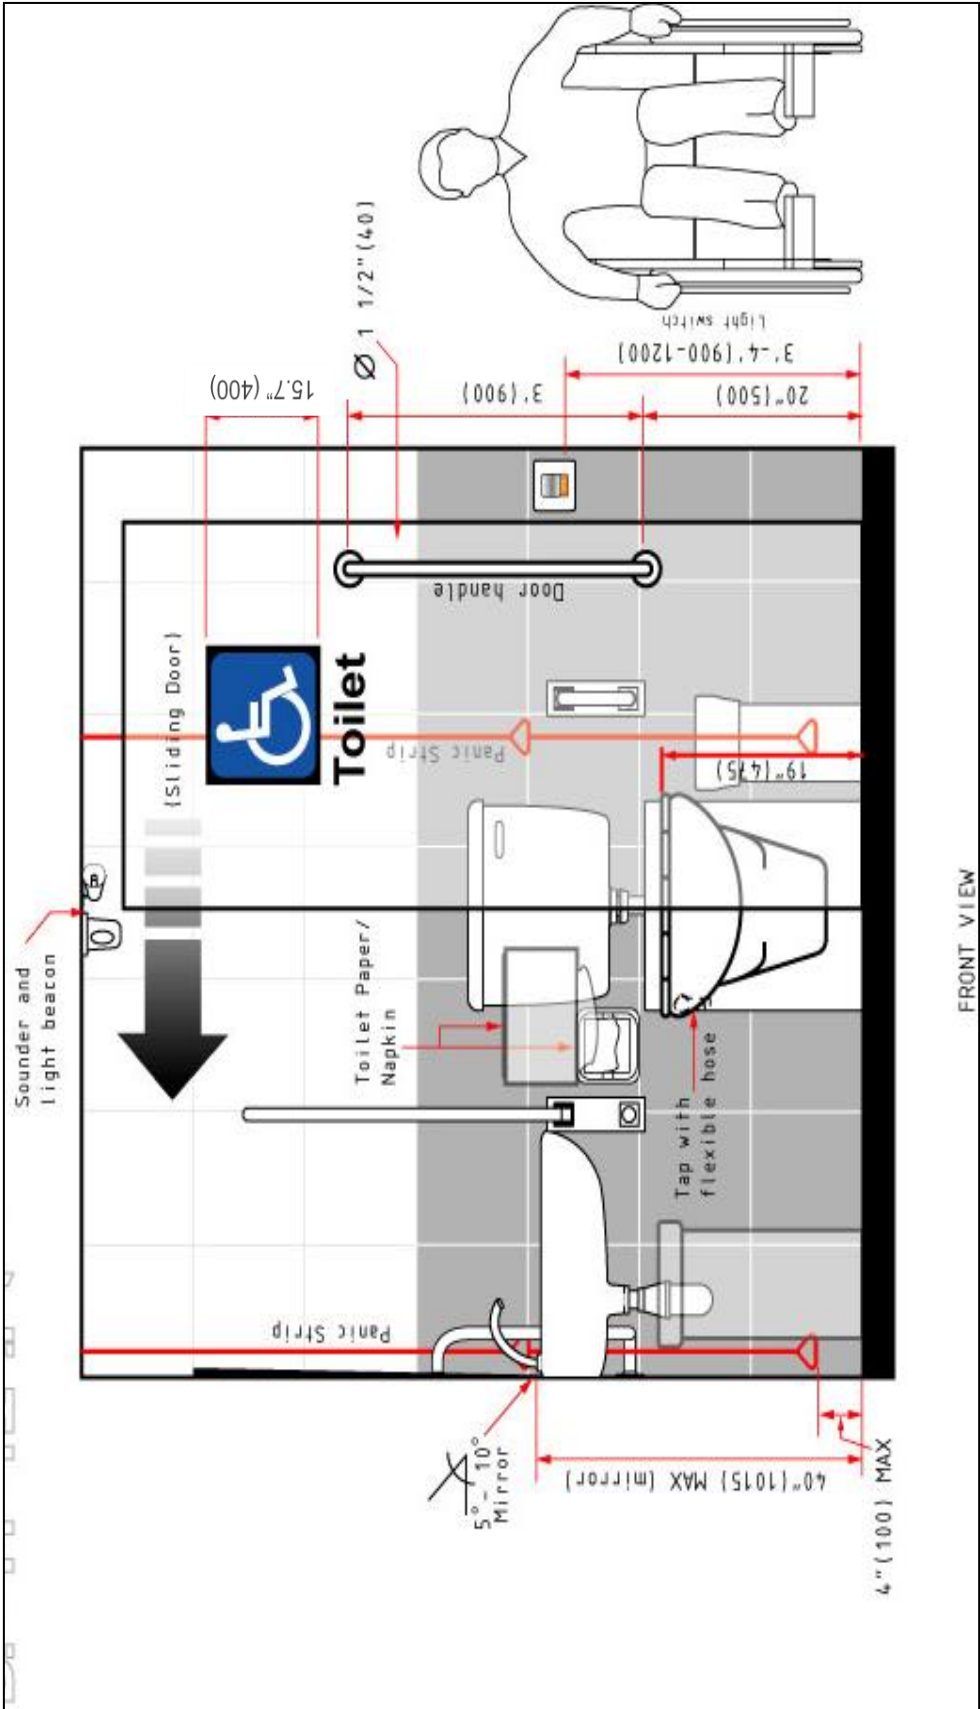 Sounder and
light beacon
(Sliding Door)
15.7"(400)
Ø 1 1/2"(40)
Toilet
Toilet Paper/
Napkin
Panic Strip
Panic Strip
Door handle
3'(900)
3'-4'(900-1200)
Light switch
20"(500)
19"(475)
5°- 10°
Mirror
40"(1015) MAX (mirror)
Tap with
flexible hose
4"(100) MAX
FRONT VIEW